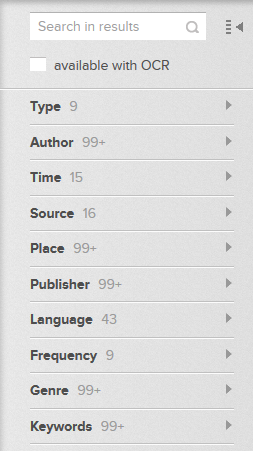 Search in results
available with OCR
Type 9
Author 99+
Time 15
Source 16
Place 99+
Publisher 99+
Language 43
Frequency 9
Genre 99+
Keywords 99+